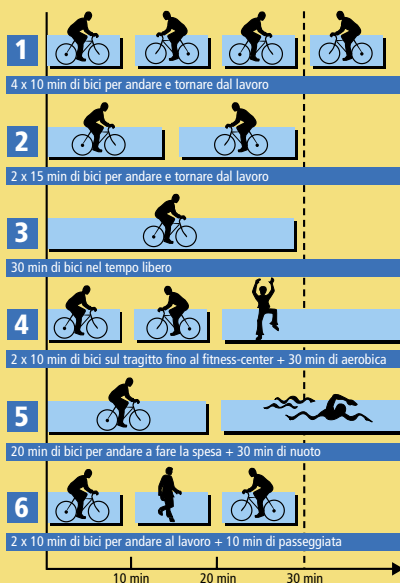 1
4 x 10 min di bici per andare e tornare dal lavoro
2
2 x 15 min di bici per andare e tornare dal lavoro
3
30 min di bici nel tempo libero
4
2 x 10 min di bici sul tragitto fino al fitness-center + 30 min di aerobica
5
20 min di bici per andare a fare la spesa + 30 min di nuoto
6
2 x 10 min di bici per andare al lavoro + 10 min di passeggiata
10 min 20 min 30 min